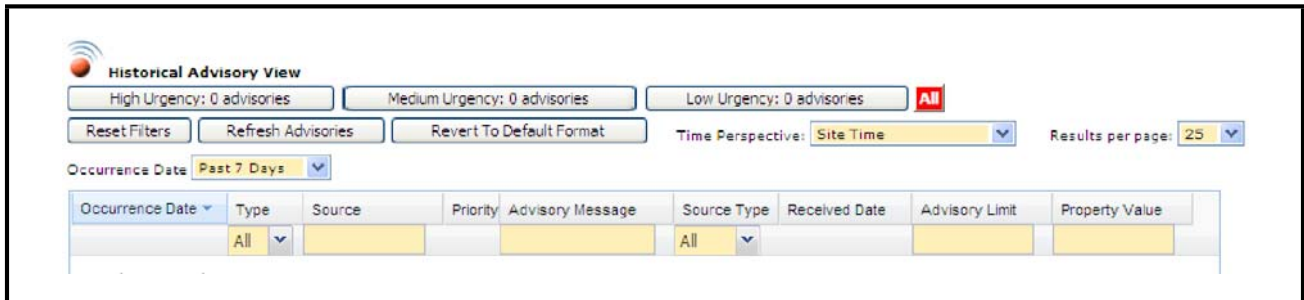 Historical Advisory View
High Urgency: 0 advisories Medium Urgency: 0 advisories Low Urgency: 0 advisories All
Reset Filters Refresh Advisories Revert To Default Format Time Perspective: Site Time Results per page: 25
Occurrence Date Past 7 Days
Occurrence Date Type Source Priority Advisory Message Source Type Received Date Advisory Limit Property Value
All All